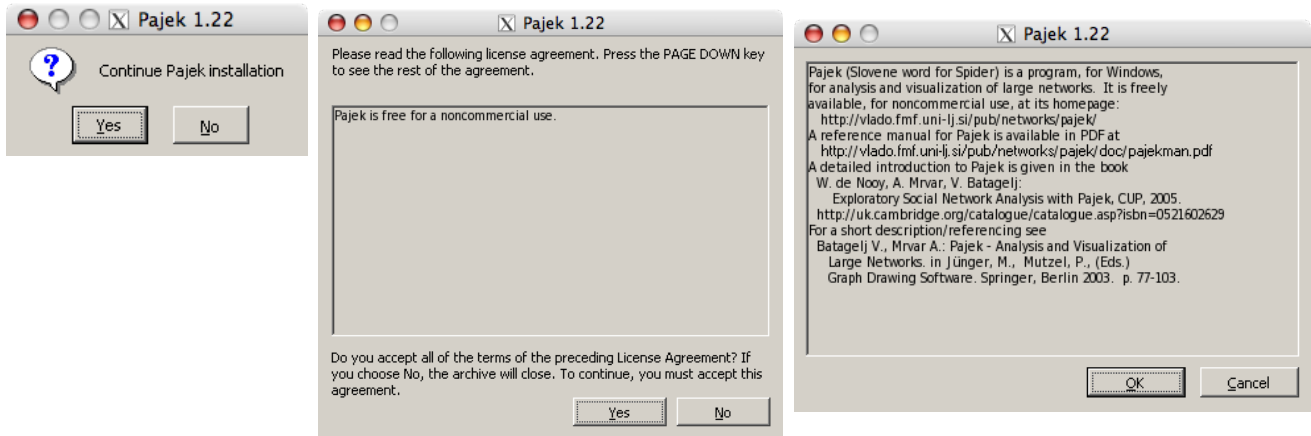 Pajek 1.22
Continue Pajek installation
Yes
No
Pajek 1.22
Please read the following license agreement. Press the PAGE DOWN key
to see the rest of the agreement.
Pajek is free for a noncommercial use.
Do you accept all of the terms of the preceding License Agreement? If
you choose No, the archive will close. To continue, you must accept this
agreement.
Yes
No
Pajek 1.22
Pajek (Slovene word for Spider) is a program, for Windows,
for analysis and visualization of large networks. It is freely
available, for noncommercial use, at its homepage:
http://vlado.fmf.uni-lj.si/pub/networks/pajek/
A reference manual for Pajek is available in PDF at
http://vlado.fmf.uni-lj.si/pub/networks/pajek/doc/pajekman.pdf
A detailed introduction to Pajek is given in the book
W. de Nooy, A. Mrvar, V. Batagelj:
Exploratory Social Network Analysis with Pajek, CUP, 2005.
http://uk.cambridge.org/catalogue/catalogue.asp?isbn=0521602629
For a short description/referencing see
Batagelj V., Mrvar A.: Pajek - Analysis and Visualization of
Large Networks. in Jünger, M., Mutzel, P., (Eds.)
Graph Drawing Software. Springer, Berlin 2003. p. 77-103.
OK
Cancel